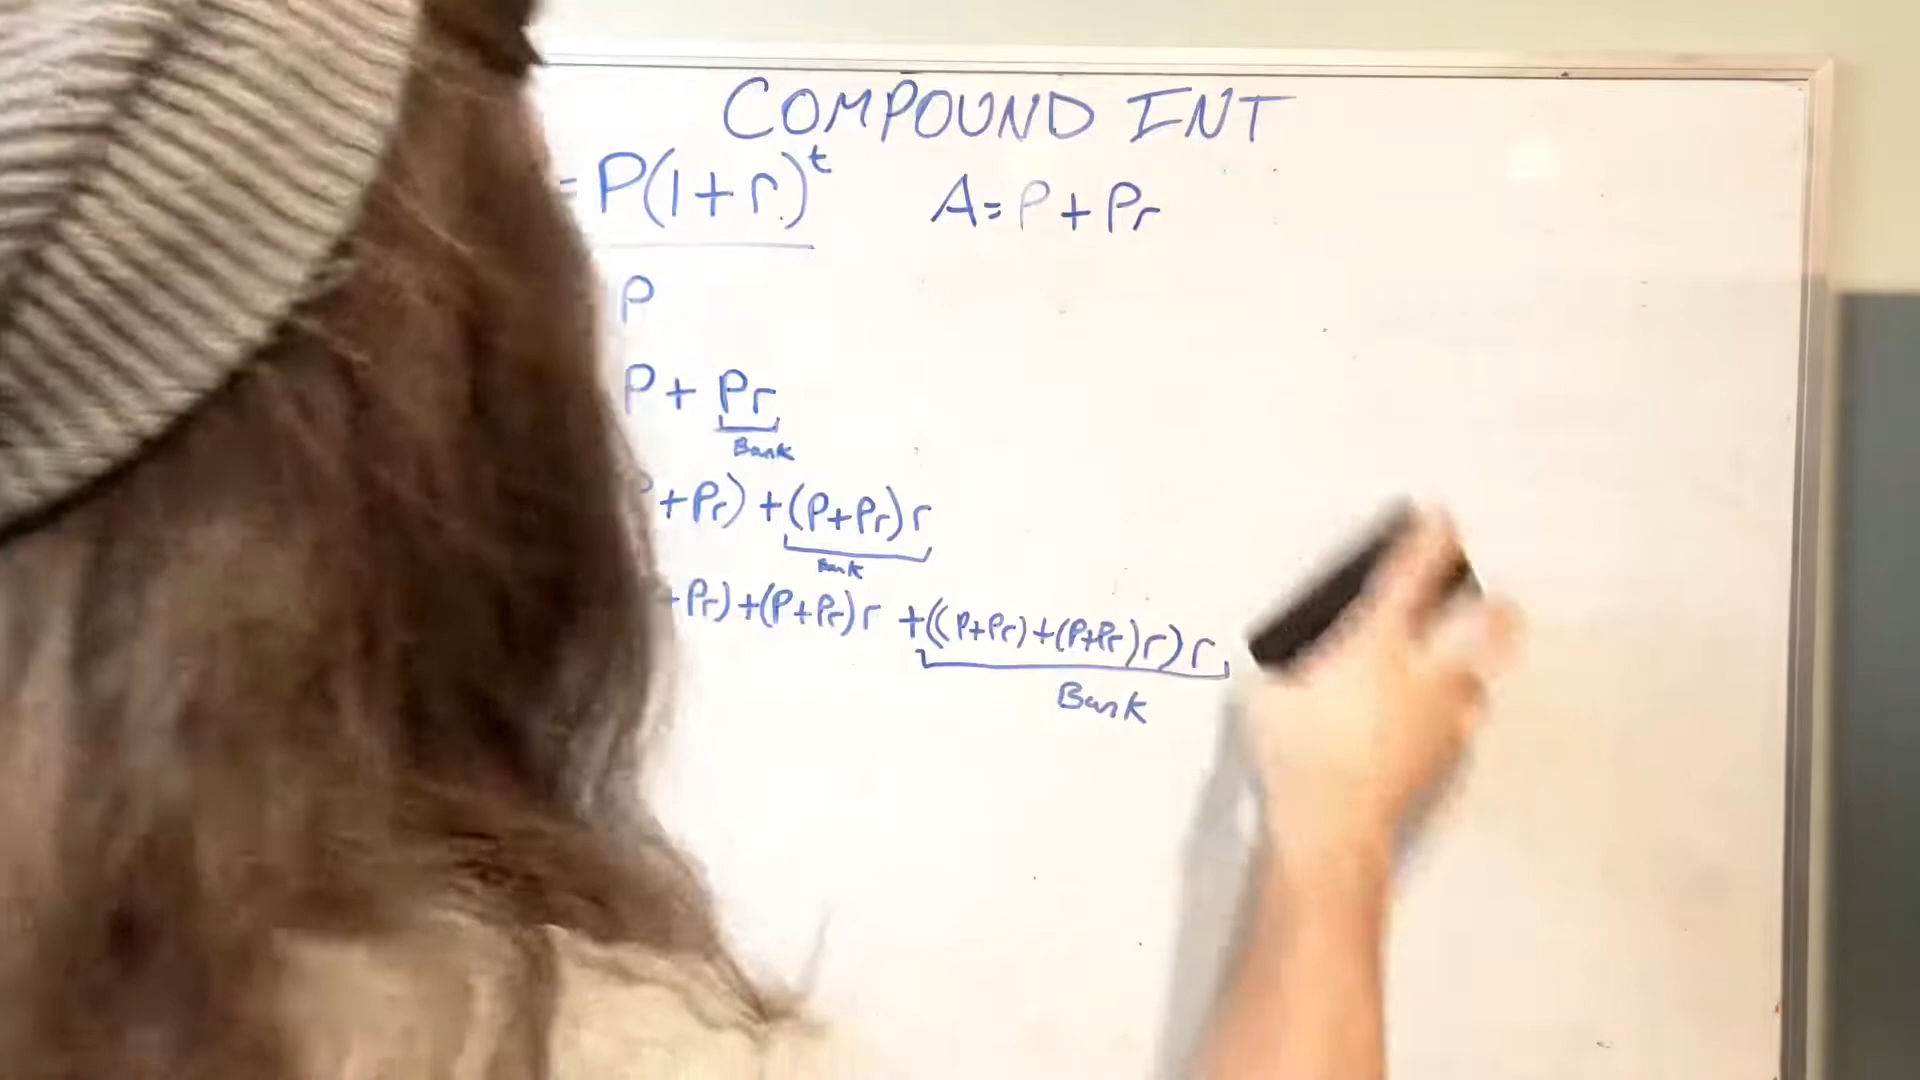 COMPOUND INT
= P(1+r)^t A=P+Pr
P
P + Pr
Bank
+Pr) +(P+Pr)r
Bank
Pr)+(P+Pr)r +((P+Pr)+(P+Pr)r)r
Bank